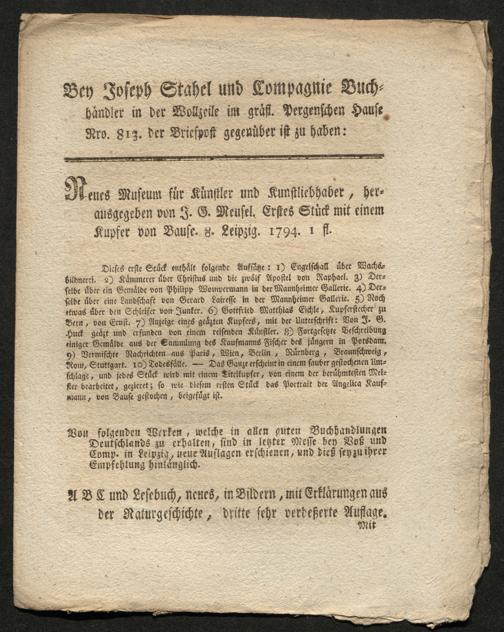 Bey Joseph Stahel und Compagnie Buch-
händler in der Wollzeile im gräfl. Pergenschen Hause
Nro. 813. der Briefpost gegenüber ist zu haben:
Neues Museum für Künstler und Kunstliebhaber, her-
ausgegeben von J. G. Meusel. Erstes Stück mit einem
Kupfer von Bause. 8. Leipzig. 1794. 1 fl.
Dieses erste Stück enthält folgende Aufsätze: 1) Engelschall über Wachs-
bildnerei. 2) Kümmerer über Christus und die zwölf Apostel von Raphael. 3) Der-
selbe über ein Gemälde von Philipp Wouvermann in der Mannheimer Gallerie. 4) Der-
selbe über eine Landschaft von Gerard Lairesse in der Mannheimer Gallerie. 5) Noch
etwas über den Schleifer von Junker. 6) Gottfried Matthias Eichle, Kupferstecher zu
Bern, von Ernst. 7) Anzeige eines geäzten Kupfers, mit der Unterschrift: Von J. G.
Huck geäzt und erfunden von einem reisenden Künstler. 8) Fortgesetzte Beschreibung
einiger Gemälde aus der Sammlung des Kaufmanns Fischer des jüngern in Potsdam.
9) Vermischte Nachrichten aus Paris, Wien, Berlin, Nürnberg, Braunschweig,
Rom, Stuttgart. 10) Todesfälle. — Das Ganze erscheint in einem sauber gestochenen Um-
schlage, und jedes Stück wird mit einem Titelkupfer, von einem der berühmtesten Mei-
ster bearbeitet, gezieret; so wie diesem ersten Stück das Portrait der Angelica Kauf-
mann, von Bause gestochen, beigefügt ist.
Von folgenden Werken, welche in allen guten Buchhandlungen
Deutschlands zu erhalten, sind in letzter Messe bey Voß und
Comp. in Leipzig, neue Auflagen erschienen, und dieß sey zu ihrer
Empfehlung hinlänglich.
A B C und Lesebuch, neues, in Bildern, mit Erklärungen aus
der Naturgeschichte, dritte sehr verbeßerte Auflage.
Mit